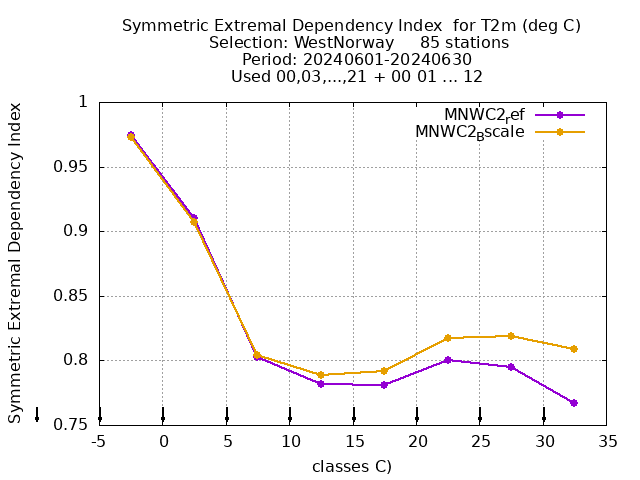 Symmetric Extremal Dependency Index  for T2m (deg C)
Selection: WestNorway     85 stations
Period: 20240601-20240630
Used 00,03,...,21 + 00 01 ... 12
MNWC2ref
MNWC2Bscale
Symmetric Extremal Dependency Index
1
0.95
0.9
0.85
0.8
0.75
-5
0
5
10
15
20
25
30
35
classes C)